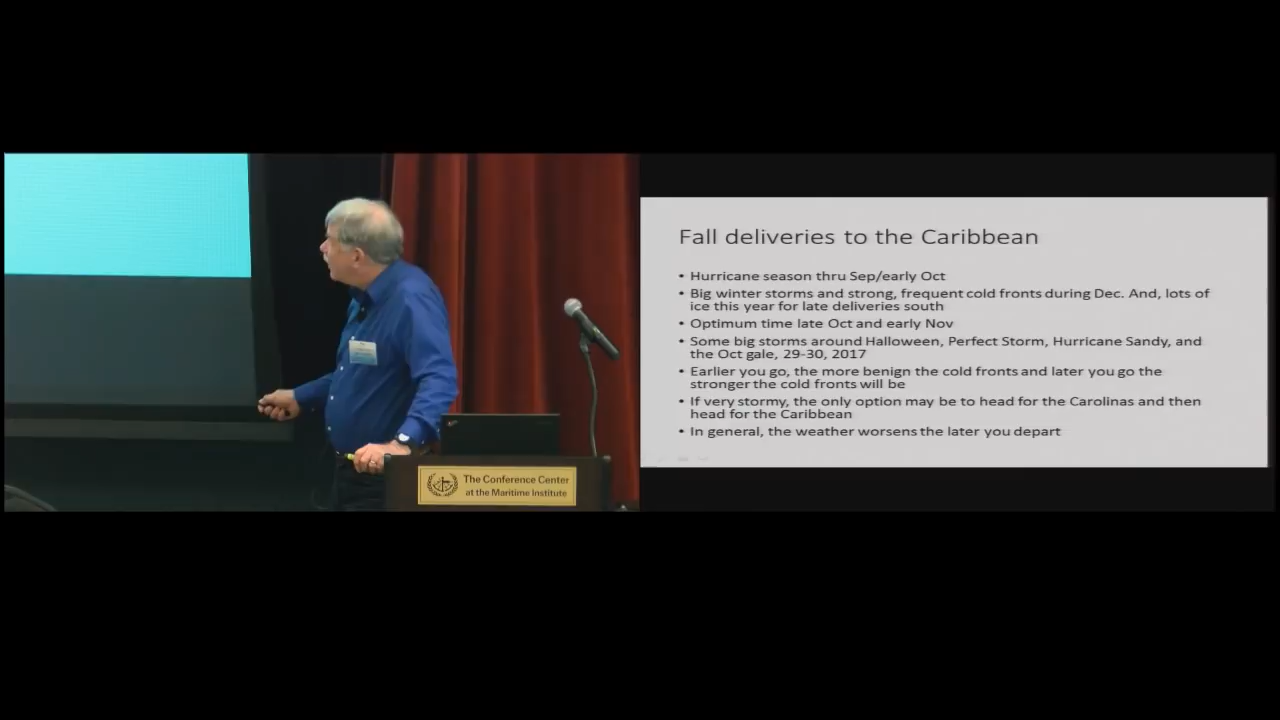 Fall deliveries to the Caribbean
• Hurricane season thru Sep/early Oct
• Big winter storms and strong, frequent cold fronts during Dec. And, lots of
ice this year for late deliveries south
• Optimum time late Oct and early Nov
• Some big storms around Halloween, Perfect Storm, Hurricane Sandy, and
the Oct gale, 29-30, 2017
• Earlier you go, the more benign the cold fronts and later you go the
stronger the cold fronts will be
• If very stormy, the only option may be to head for the Carolinas and then
head for the Caribbean
• In general, the weather worsens the later you depart
The Conference Center
at the Maritime Institute